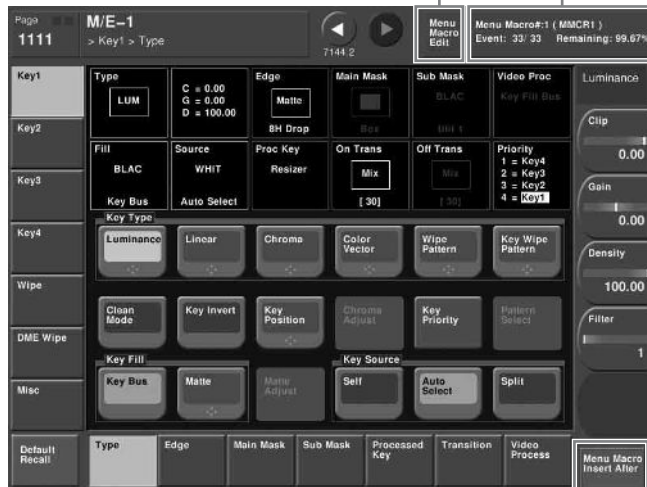 Page
1111
M/E-1
> Key1 > Type
7144.2
Menu
Macro
Edit
Menu Macro#:1 ( MMCR1 )
Event: 33/ 33 Remaining: 99.67%
Key1
Key2
Key3
Key4
Wipe
DME Wipe
Misc
Default
Recall
Type
LUM
C = 0.00
G = 0.00
D = 100.00
Edge
Matte
8H Drop
Main Mask
Box
Sub Mask
BLAC
Util 1
Video Proc
Key Fill Bus
Fill
BLAC
Key Bus
Source
WHIT
Auto Select
Proc Key
Resizer
On Trans
Mix
[ 30]
Off Trans
Mix
[ 30]
Priority
1 = Key4
2 = Key3
3 = Key2
4 = Key1
Key Type
Luminance
Linear
Chroma
Color
Vector
Wipe
Pattern
Key Wipe
Pattern
Clean
Mode
Key Invert
Key
Position
Chroma
Adjust
Key
Priority
Pattern
Select
Key Fill
Key Bus
Matte
Matte
Adjust
Key Source
Self
Auto
Select
Split
Luminance
Clip
0.00
Gain
0.00
Density
100.00
Filter
1
Type
Edge
Main Mask
Sub Mask
Processed
Key
Transition
Video
Process
Menu Macro
Insert After